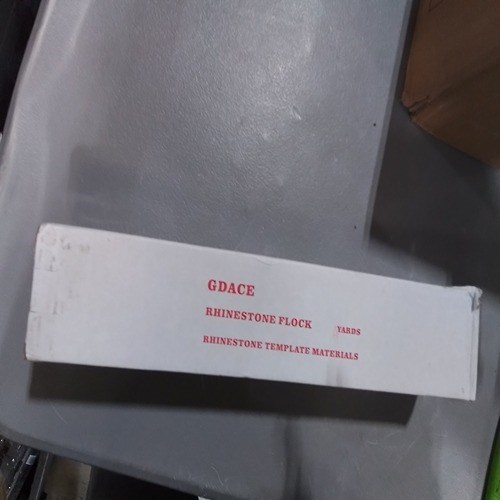 GDACE
RHINESTONE FLOCK YARDS
RHINESTONE TEMPLATE MATERIALS